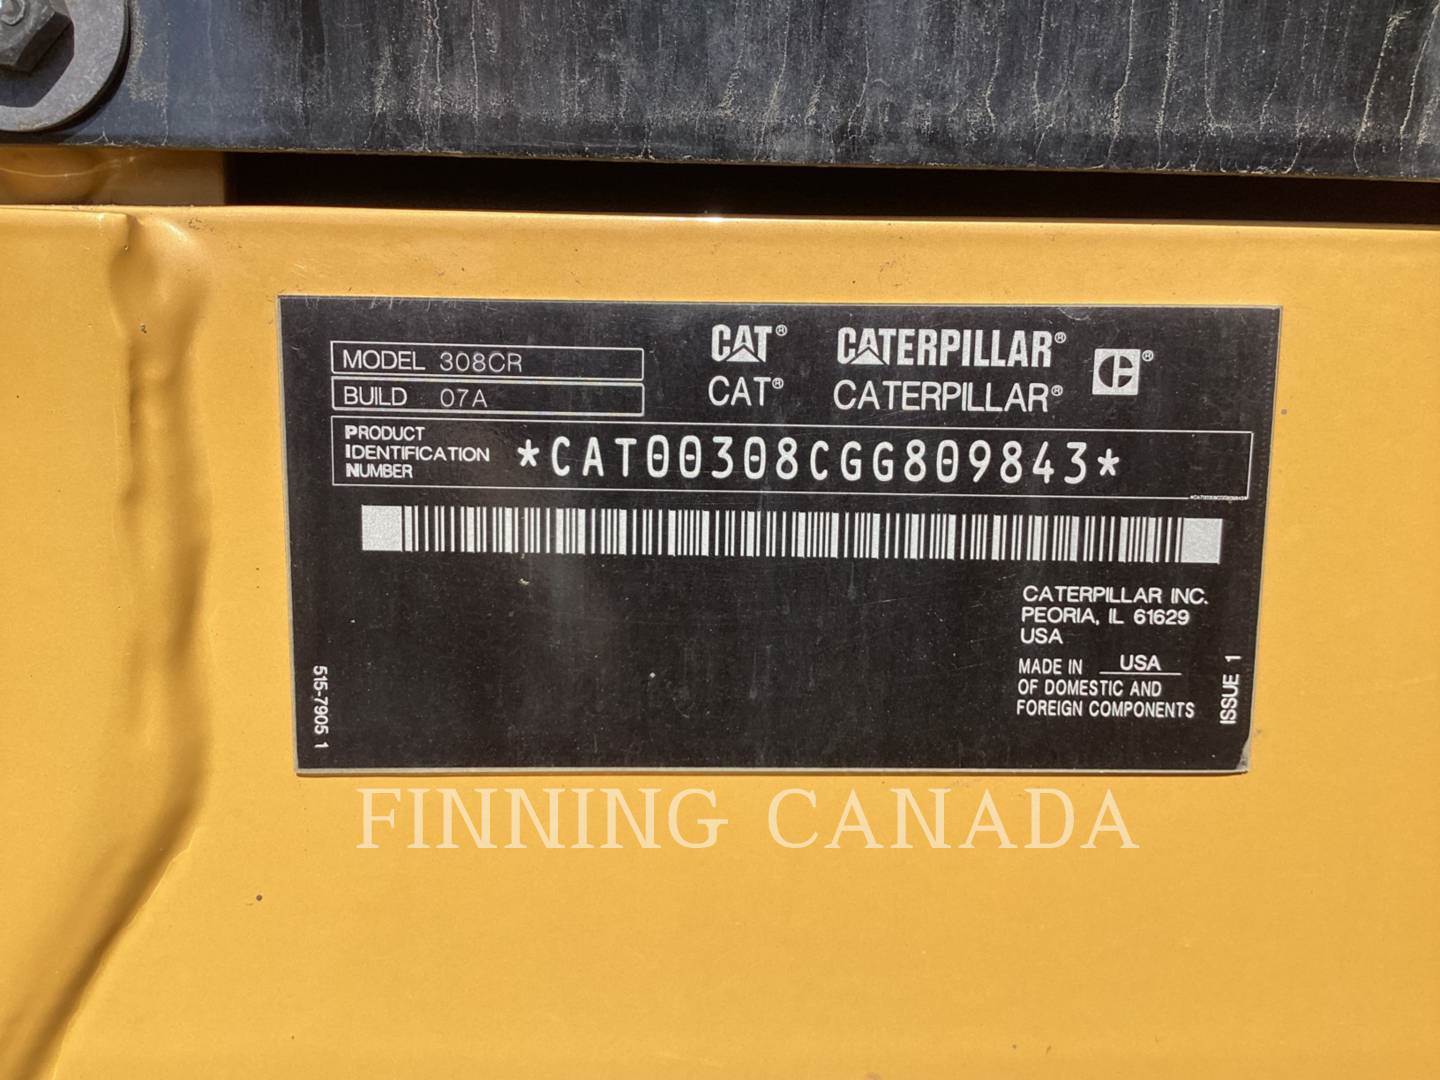 CAT® CATERPILLAR® C®
CAT® CATERPILLAR®
MODEL 308CR
BUILD 07A
PRODUCT
IDENTIFICATION
NUMBER
*CAT00308CGG809843*
CATERPILLAR INC.
PEORIA, IL 61629
USA
MADE IN USA
OF DOMESTIC AND
FOREIGN COMPONENTS
515-7905 1
ISSUE 1
FINNING CANADA